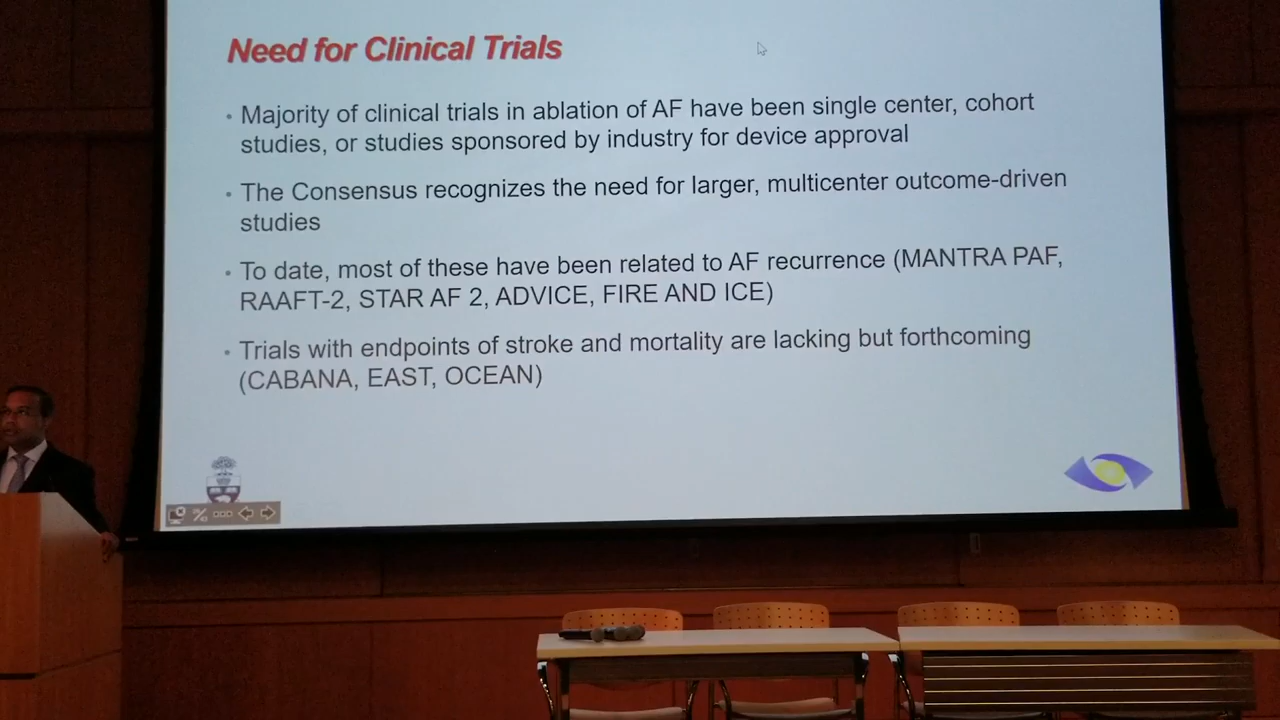 Need for Clinical Trials
• Majority of clinical trials in ablation of AF have been single center, cohort
studies, or studies sponsored by industry for device approval
• The Consensus recognizes the need for larger, multicenter outcome-driven
studies
• To date, most of these have been related to AF recurrence (MANTRA PAF,
RAAFT-2, STAR AF 2, ADVICE, FIRE AND ICE)
• Trials with endpoints of stroke and mortality are lacking but forthcoming
(CABANA, EAST, OCEAN)